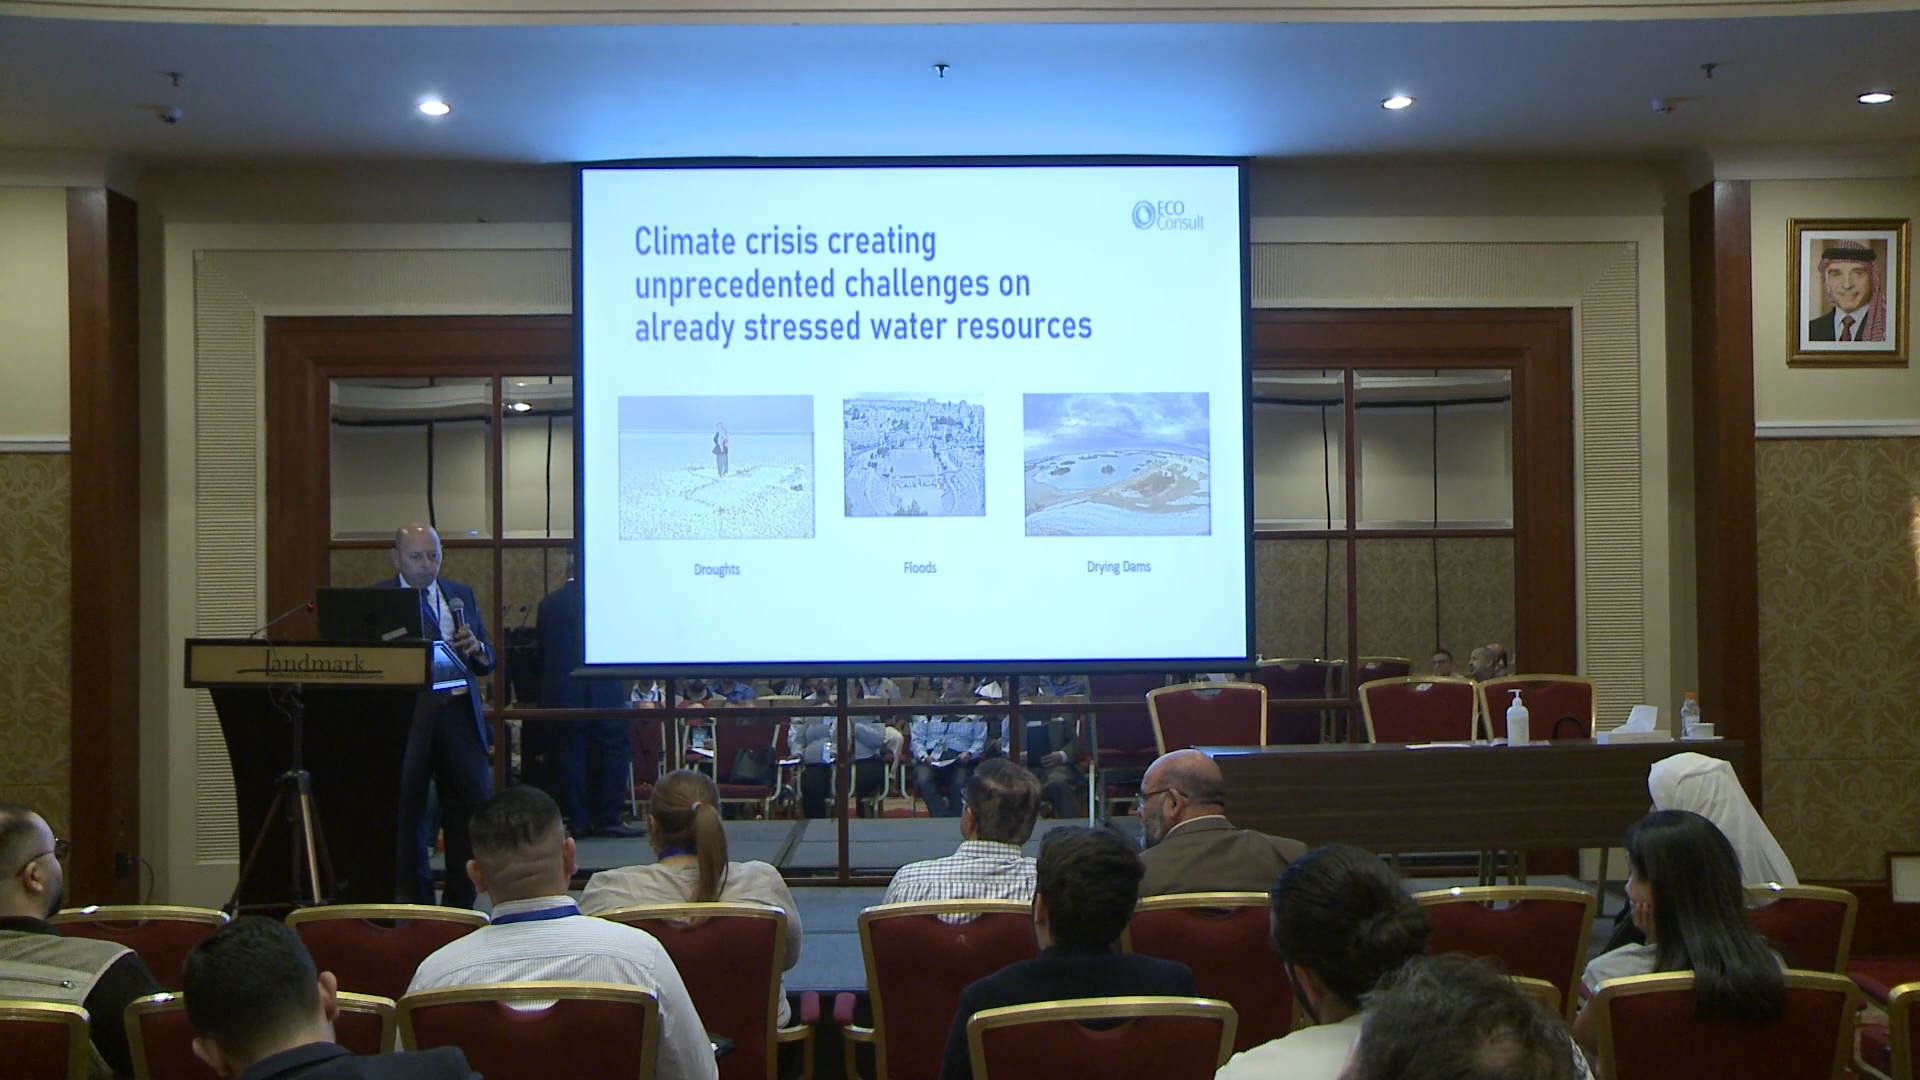 ECO
Consult
Climate crisis creating
unprecedented challenges on
already stressed water resources
Droughts
Floods
Drying Dams
landmark